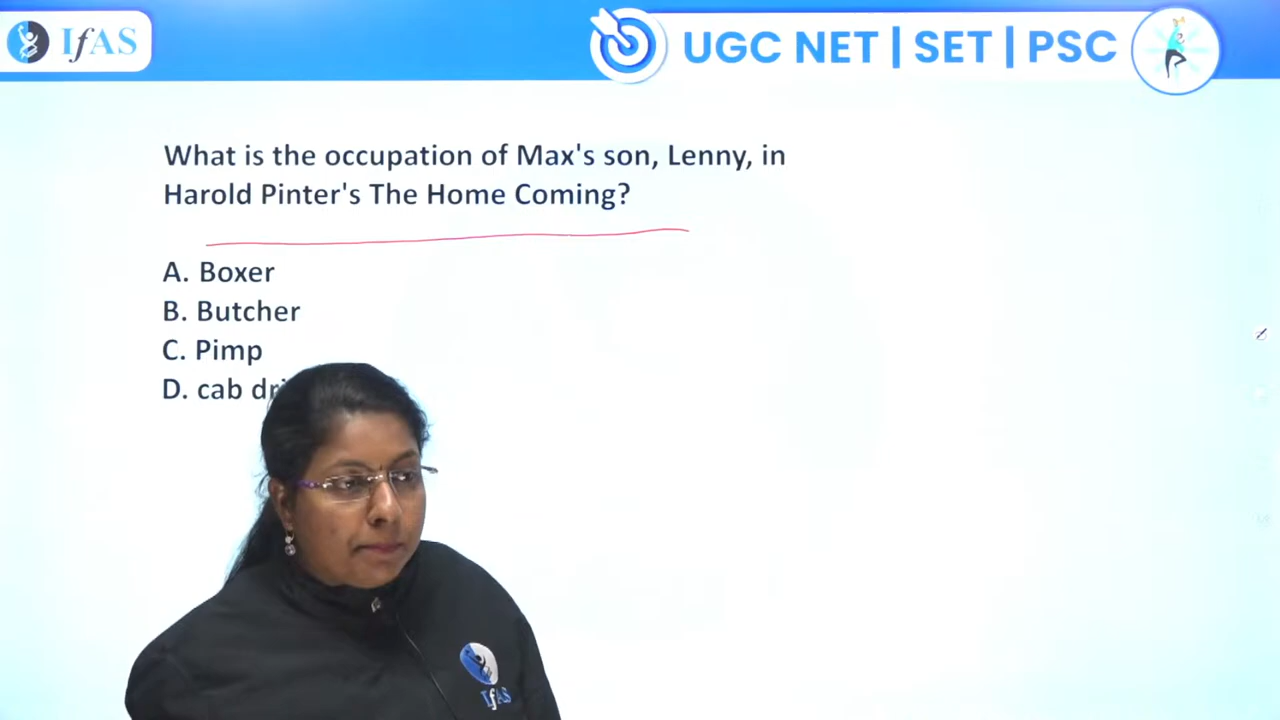 IfAS
UGC NET | SET | PSC
What is the occupation of Max's son, Lenny, in
Harold Pinter's The Home Coming?
A. Boxer
B. Butcher
C. Pimp
D. cab
IfAS